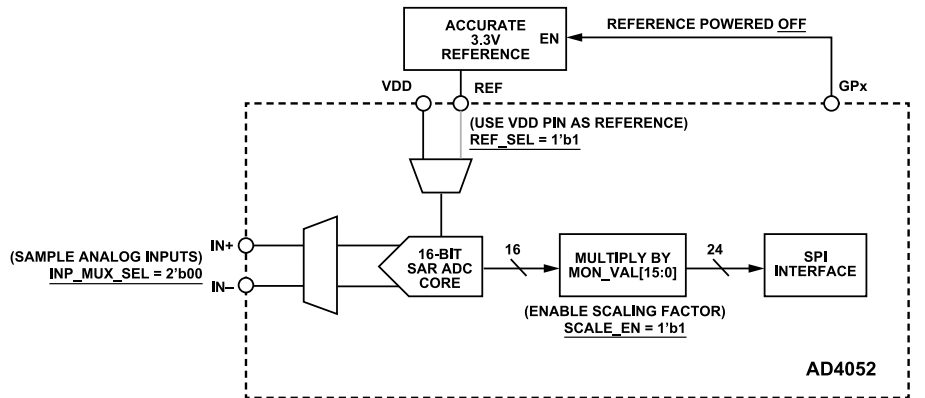 ACCURATE
3.3V
REFERENCE
EN
REFERENCE POWERED OFF
VDD
REF
GPx
(USE VDD PIN AS REFERENCE)
REF_SEL = 1'b1
(SAMPLE ANALOG INPUTS)
INP_MUX_SEL = 2'b00
IN+
IN–
16-BIT
SAR ADC
CORE
16
MULTIPLY BY
MON_VAL[15:0]
24
SPI
INTERFACE
(ENABLE SCALING FACTOR)
SCALE_EN = 1'b1
AD4052